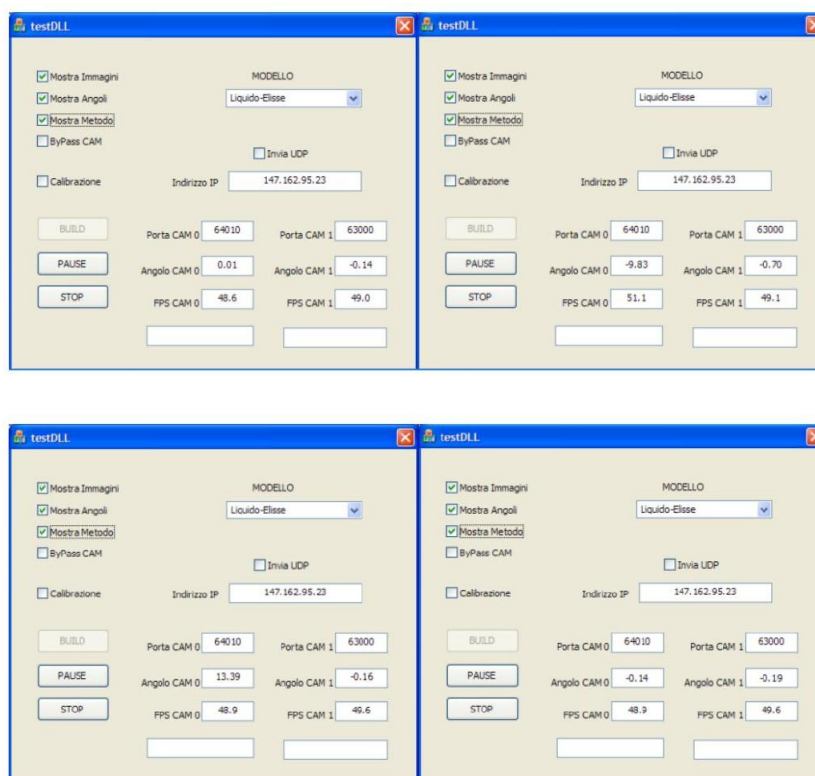 testDLL
Mostra Immagini
MODELLO
Mostra Angoli
Liquido-Elisse
Mostra Metodo
ByPass CAM
Invia UDP
Calibrazione
Indirizzo IP 147.162.95.23
BUILD
Porta CAM 0 64010 Porta CAM 1 63000
PAUSE
Angolo CAM 0 0.01 Angolo CAM 1 -0.14
STOP
FPS CAM 0 48.6 FPS CAM 1 49.0
testDLL
Mostra Immagini
MODELLO
Mostra Angoli
Liquido-Elisse
Mostra Metodo
ByPass CAM
Invia UDP
Calibrazione
Indirizzo IP 147.162.95.23
BUILD
Porta CAM 0 64010 Porta CAM 1 63000
PAUSE
Angolo CAM 0 -9.83 Angolo CAM 1 -0.70
STOP
FPS CAM 0 51.1 FPS CAM 1 49.1
testDLL
Mostra Immagini
MODELLO
Mostra Angoli
Liquido-Elisse
Mostra Metodo
ByPass CAM
Invia UDP
Calibrazione
Indirizzo IP 147.162.95.23
BUILD
Porta CAM 0 64010 Porta CAM 1 63000
PAUSE
Angolo CAM 0 13.39 Angolo CAM 1 -0.16
STOP
FPS CAM 0 48.9 FPS CAM 1 49.6
testDLL
Mostra Immagini
MODELLO
Mostra Angoli
Liquido-Elisse
Mostra Metodo
ByPass CAM
Invia UDP
Calibrazione
Indirizzo IP 147.162.95.23
BUILD
Porta CAM 0 64010 Porta CAM 1 63000
PAUSE
Angolo CAM 0 -0.14 Angolo CAM 1 -0.19
STOP
FPS CAM 0 48.9 FPS CAM 1 49.6